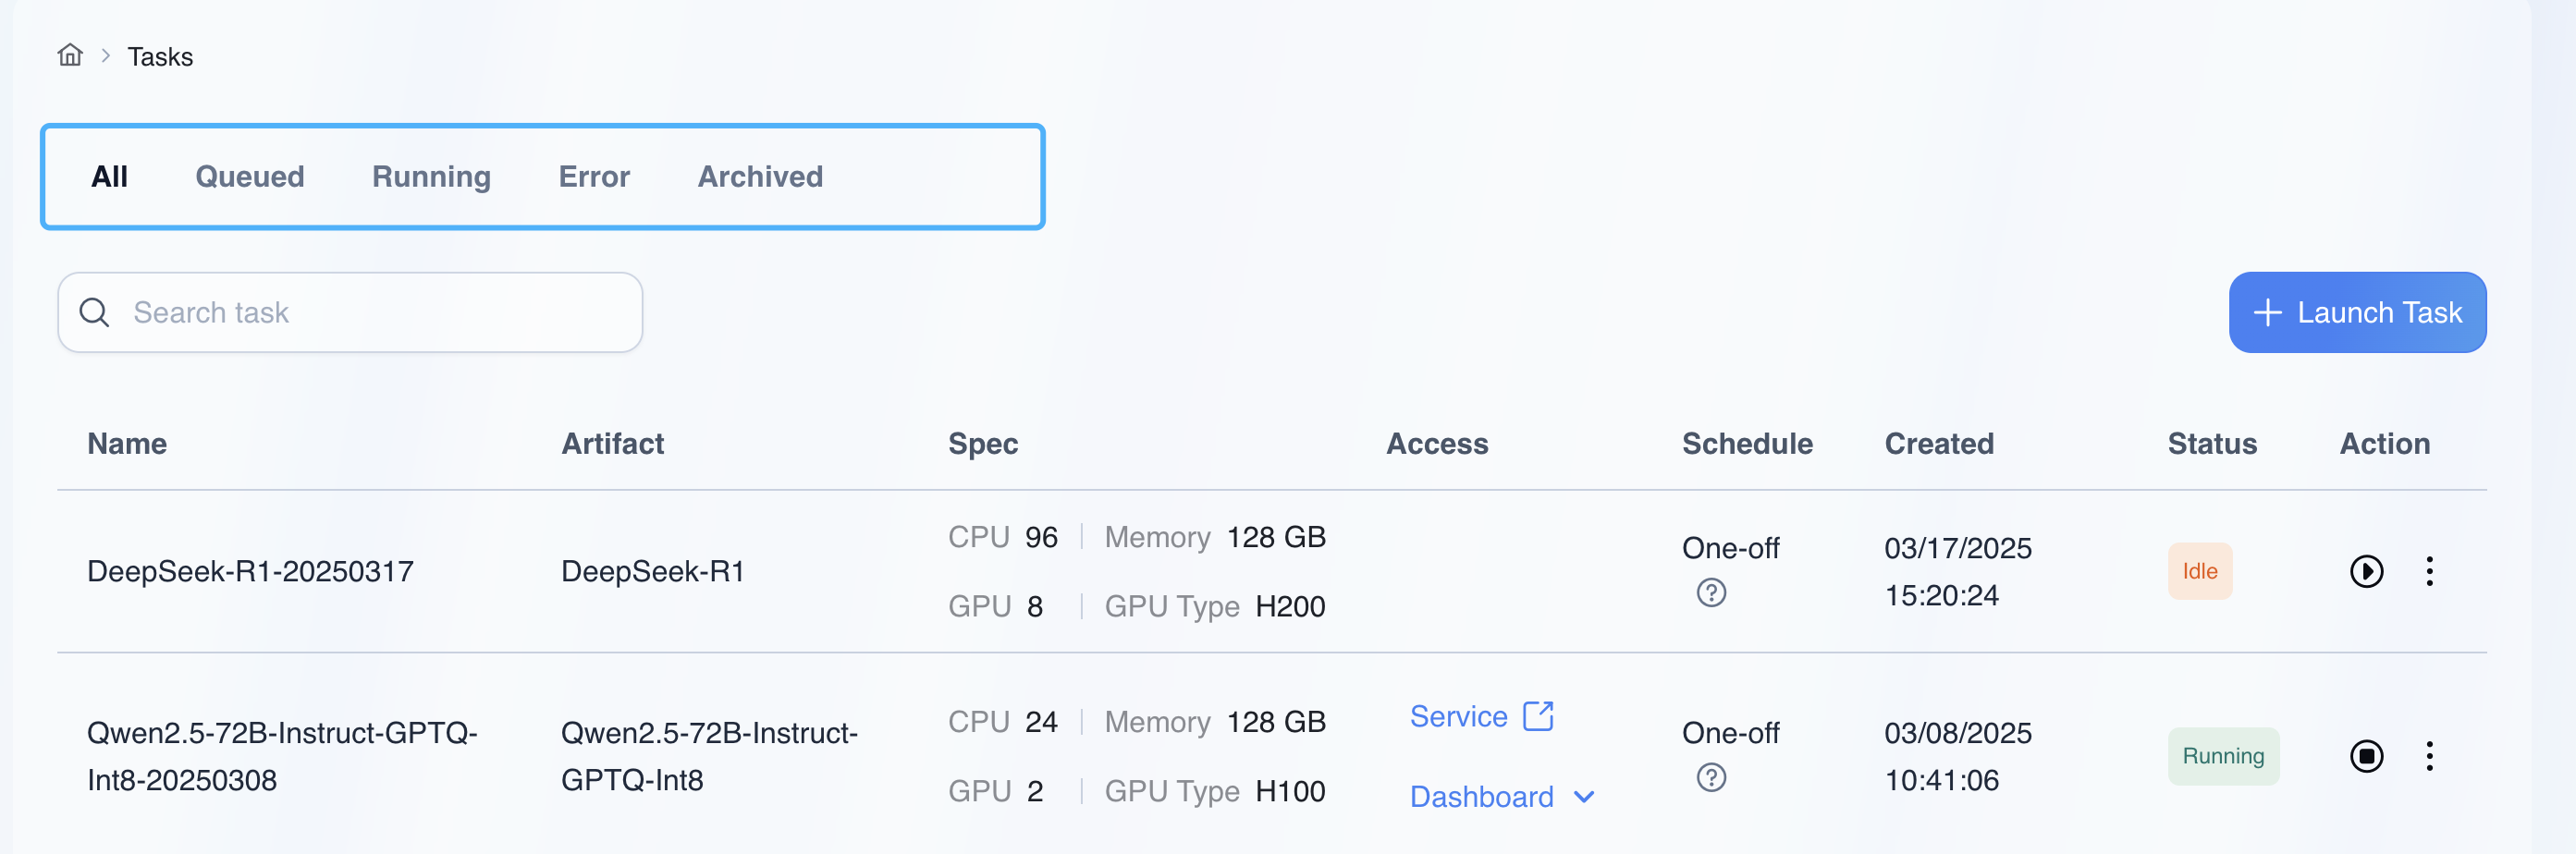 Tasks
All Queued Running Error Archived
Search task
Launch Task
Name Artifact Spec Access Schedule Created Status Action
DeepSeek-R1-20250317
DeepSeek-R1
CPU 96 Memory 128 GB
GPU 8 GPU Type H200
One-off
03/17/2025
15:20:24
Idle
Qwen2.5-72B-Instruct-GPTQ-
Int8-20250308
Qwen2.5-72B-Instruct-
GPTQ-Int8
CPU 24 Memory 128 GB
GPU 2 GPU Type H100
Service
Dashboard
One-off
03/08/2025
10:41:06
Running